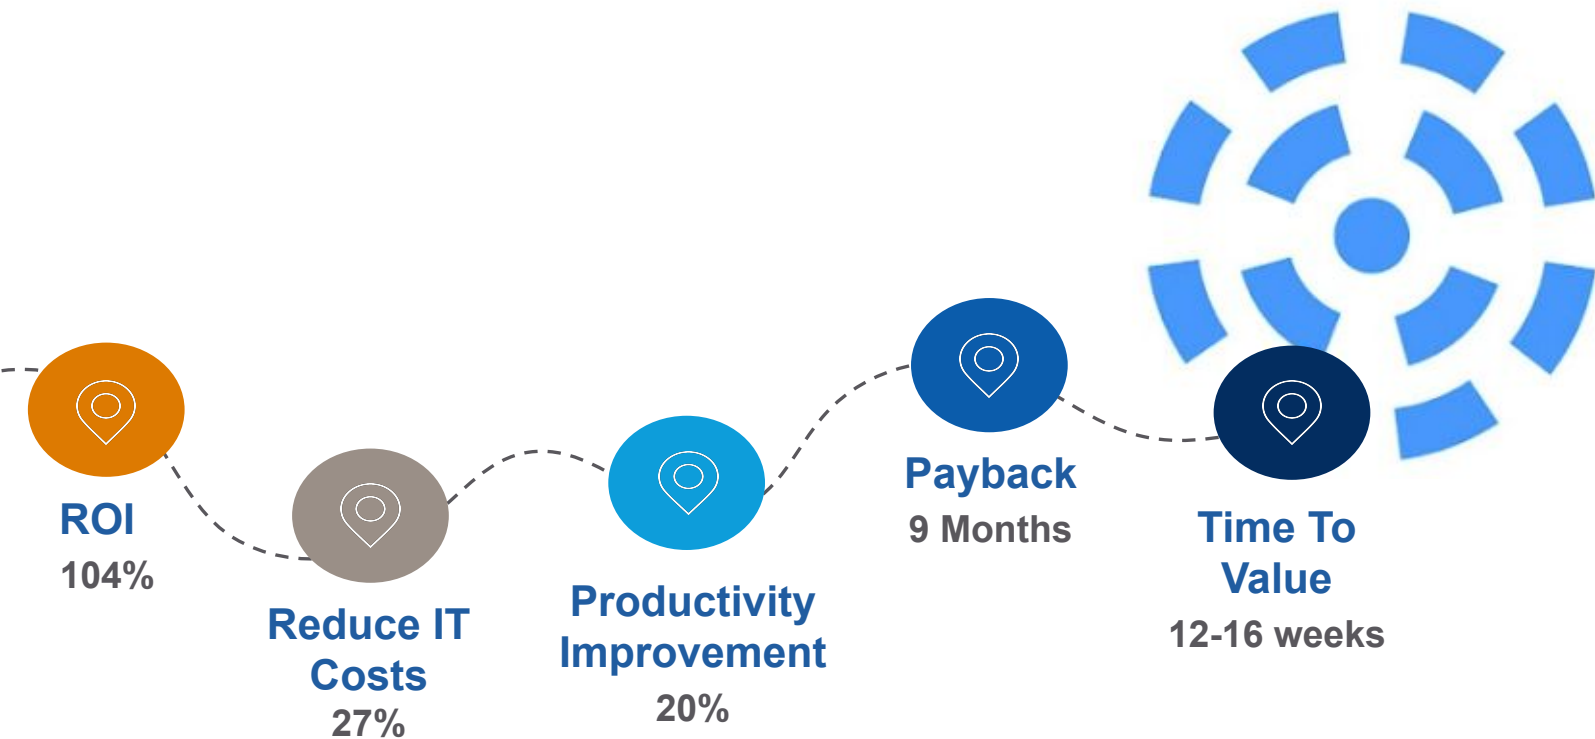 ROI
104%
Reduce IT
Costs
27%
Productivity
Improvement
20%
Payback
9 Months
Time To
Value
12-16 weeks